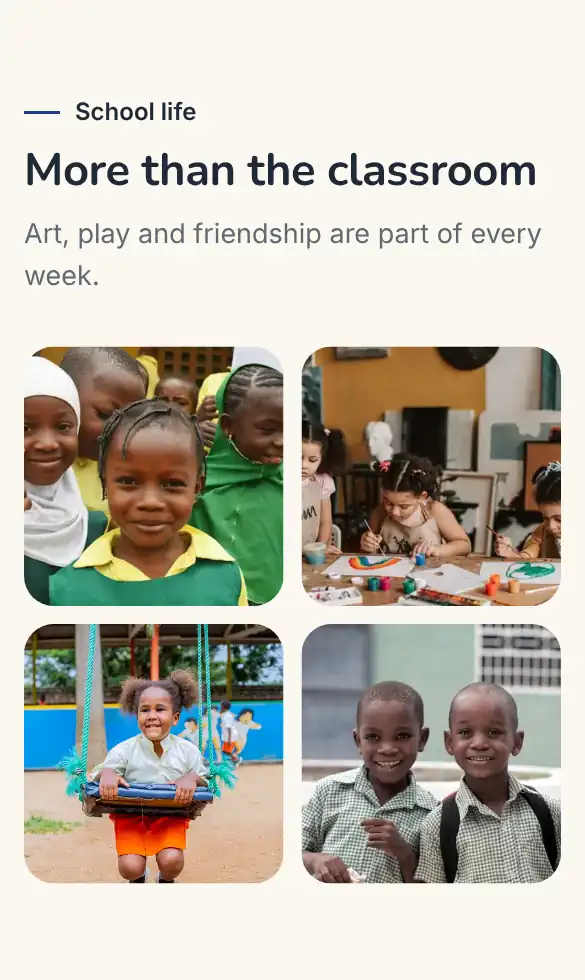 School life
More than the classroom
Art, play and friendship are part of every
week.